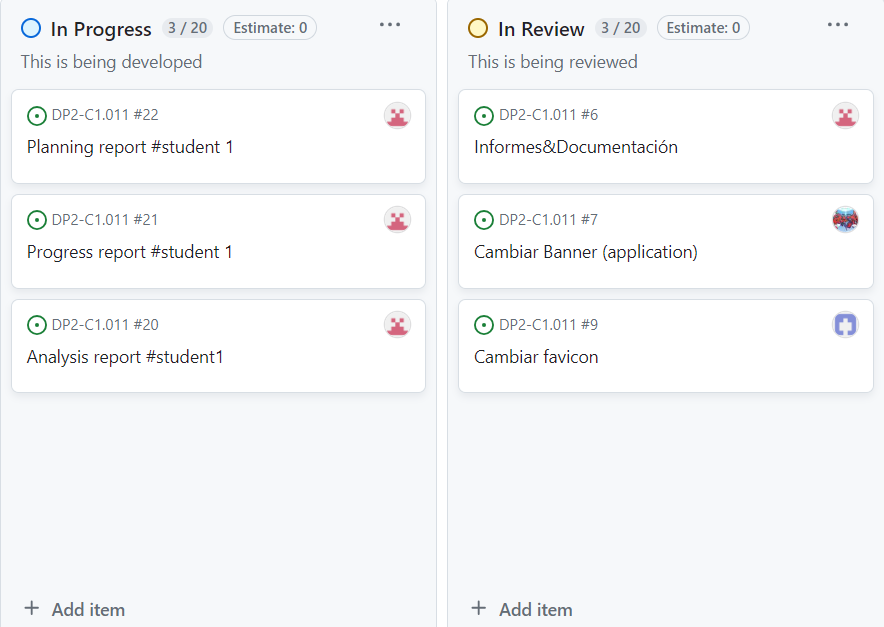 In Progress 3 / 20 Estimate: 0
This is being developed
DP2-C1.011 #22
Planning report #student 1
DP2-C1.011 #21
Progress report #student 1
DP2-C1.011 #20
Analysis report #student1
+ Add item
In Review 3 / 20 Estimate: 0
This is being reviewed
DP2-C1.011 #6
Informes&Documentación
DP2-C1.011 #7
Cambiar Banner (application)
DP2-C1.011 #9
Cambiar favicon
+ Add item